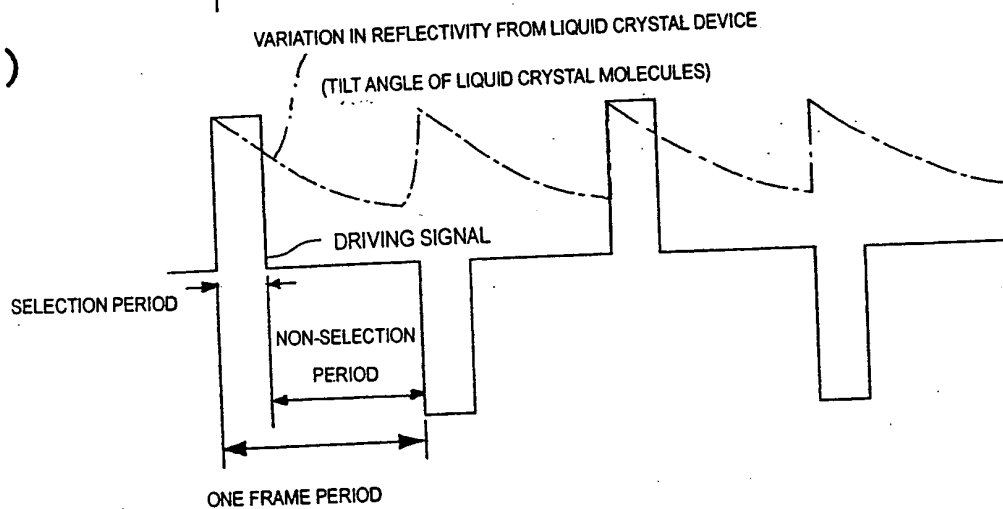 )
VARIATION IN REFLECTIVITY FROM LIQUID CRYSTAL DEVICE
(TILT ANGLE OF LIQUID CRYSTAL MOLECULES)
DRIVING SIGNAL
SELECTION PERIOD
NON-SELECTION
PERIOD
ONE FRAME PERIOD